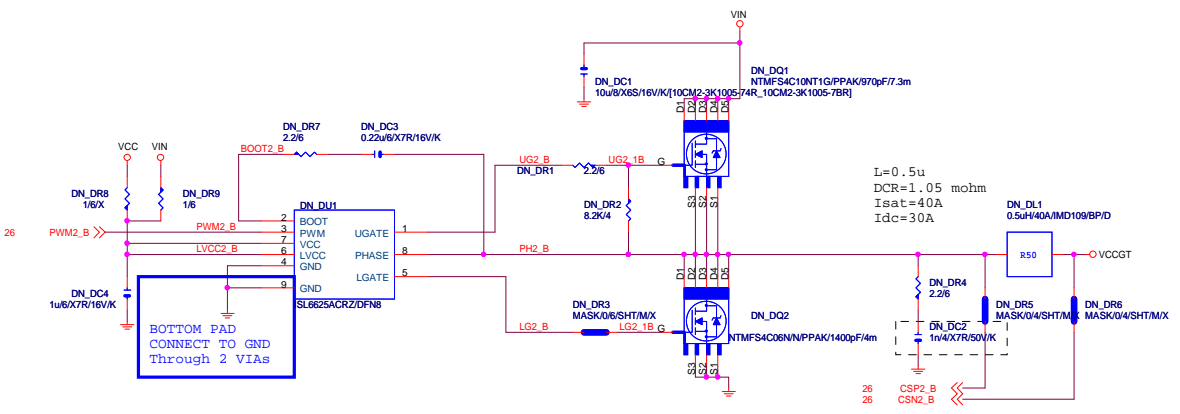 VIN
DN_DQ1
NTMFS4C10NT1G/PPAK/970pF/7.3m
DN_DC1
10u/8/X6S/16V/K/[10CM2-3K1005-74R_10CM2-3K1005-7BR]
D1 D2 D3 D4 D5
G
S3 S2 S1
DN_DR7
2.2/6
DN_DC3
0.22u/6/X7R/16V/K
BOOT2_B
VCC VIN
UG2_B
DN_DR1
2.2/6
UG2_1B
DN_DR8
1/6/X
DN_DR9
1/6
DN_DR2
8.2K/4
L=0.5u
DCR=1.05 mohm
Isat=40A
Idc=30A
DN_DL1
0.5uH/40A/IMD109/BP/D
R50
VCCGT
26 PWM2_B
PWM2_B
LVCC2_B
DN_DU1
2 BOOT
3 PWM
7 VCC
6 LVCC
4 GND
9 GND
UGATE 1
PHASE 8
LGATE 5
SL6625ACRZ/DFN8
PH2_B
DN_DC4
1u/6/X7R/16V/K
BOTTOM PAD
CONNECT TO GND
Through 2 VIAs
DN_DR3
MASK/0/6/SHT/M/X
LG2_B
LG2_1B
D1 D2 D3 D4 D5
G
S3 S2 S1
DN_DQ2
NTMFS4C06N/N/PPAK/1400pF/4m
DN_DR4
2.2/6
DN_DR5
MASK/0/4/SHT/M/X
DN_DR6
MASK/0/4/SHT/M/X
DN_DC2
1n/4/X7R/50V/K
26 CSP2_B
26 CSN2_B